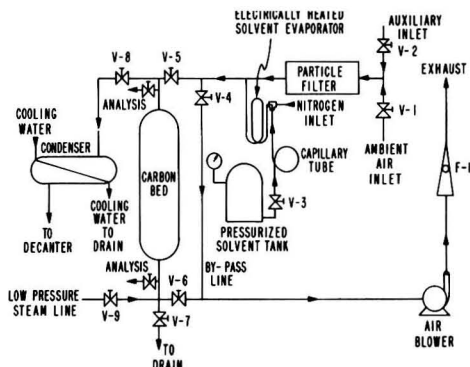 ELECTRICALLY HEATED
SOLVENT EVAPORATOR
AUXILIARY
INLET
V-2
EXHAUST
V-8
V-5
PARTICLE
FILTER
ANALYSIS
V-4
NITROGEN
INLET
V-1
COOLING
WATER
CONDENSER
AMBIENT
AIR
INLET
CARBON
BED
CAPILLARY
TUBE
COOLING
WATER
TO
DRAIN
V-3
TO
DECANTER
PRESSURIZED
SOLVENT TANK
ANALYSIS
BY-PASS
LINE
V-6
LOW PRESSURE
STEAM LINE
V-9
V-7
TO
DRAIN
AIR
BLOWER